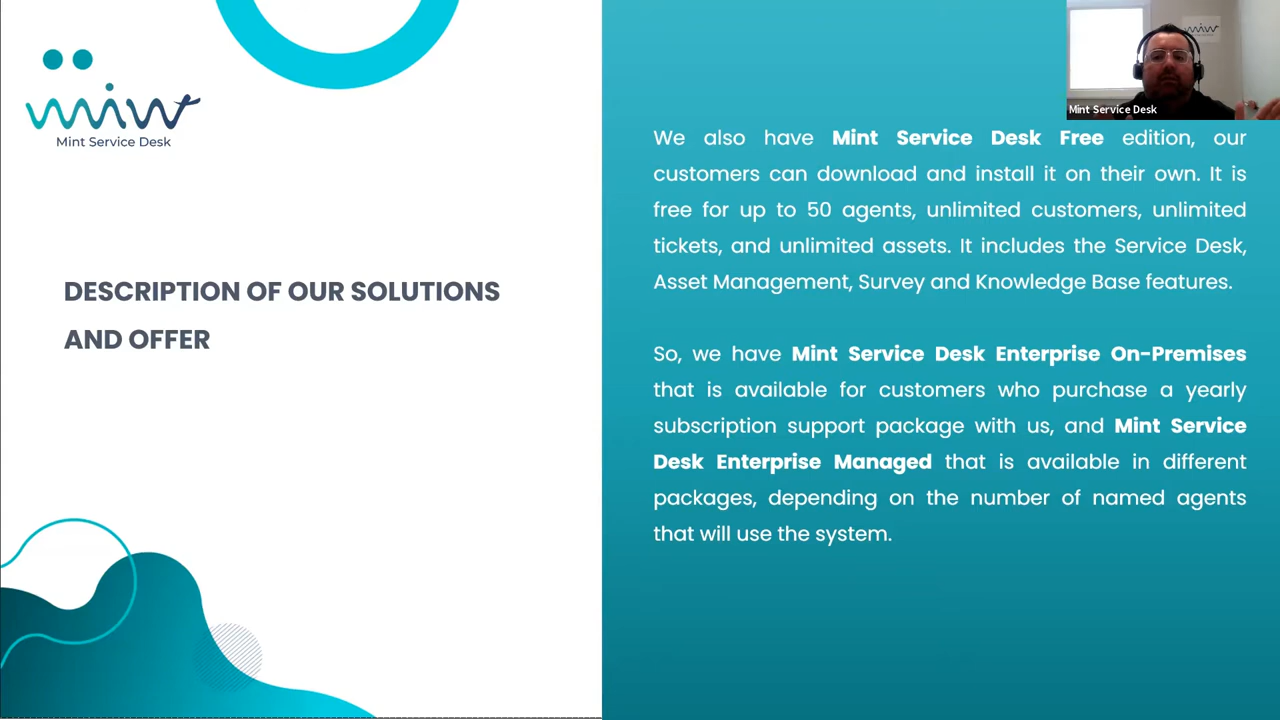 mint
Mint Service Desk
DESCRIPTION OF OUR SOLUTIONS
AND OFFER
We also have Mint Service Desk Free edition, our
customers can download and install it on their own. It is
free for up to 50 agents, unlimited customers, unlimited
tickets, and unlimited assets. It includes the Service Desk,
Asset Management, Survey and Knowledge Base features.
So, we have Mint Service Desk Enterprise On-Premises
that is available for customers who purchase a yearly
subscription support package with us, and Mint Service
Desk Enterprise Managed that is available in different
packages, depending on the number of named agents
that will use the system.
mint
Mint Service Desk